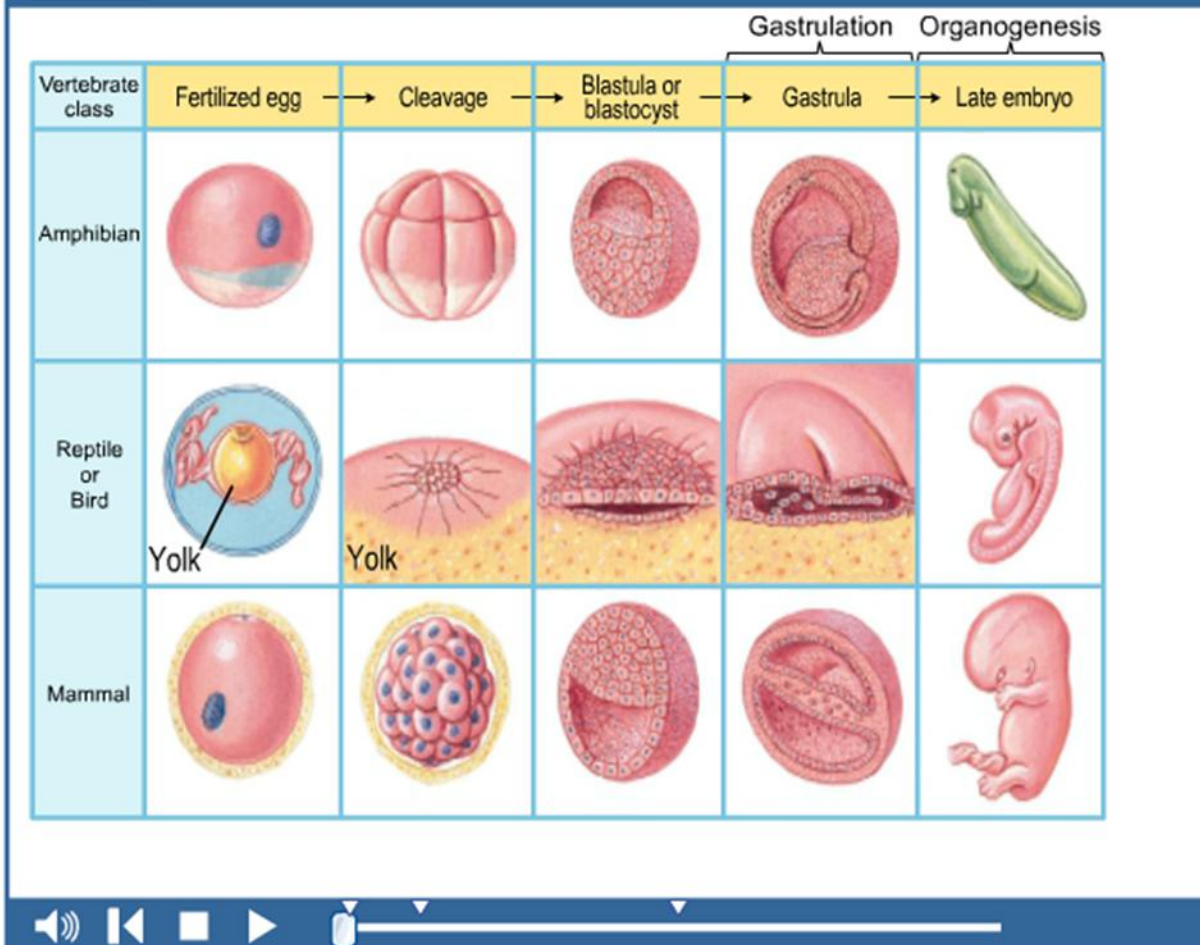 Gastrulation
Organogenesis
Vertebrate
class
Fertilized egg
Cleavage
Blastula or
blastocyst
Gastrula
Late embryo
Amphibian
Reptile
or
Bird
Yolk
Yolk
Mammal